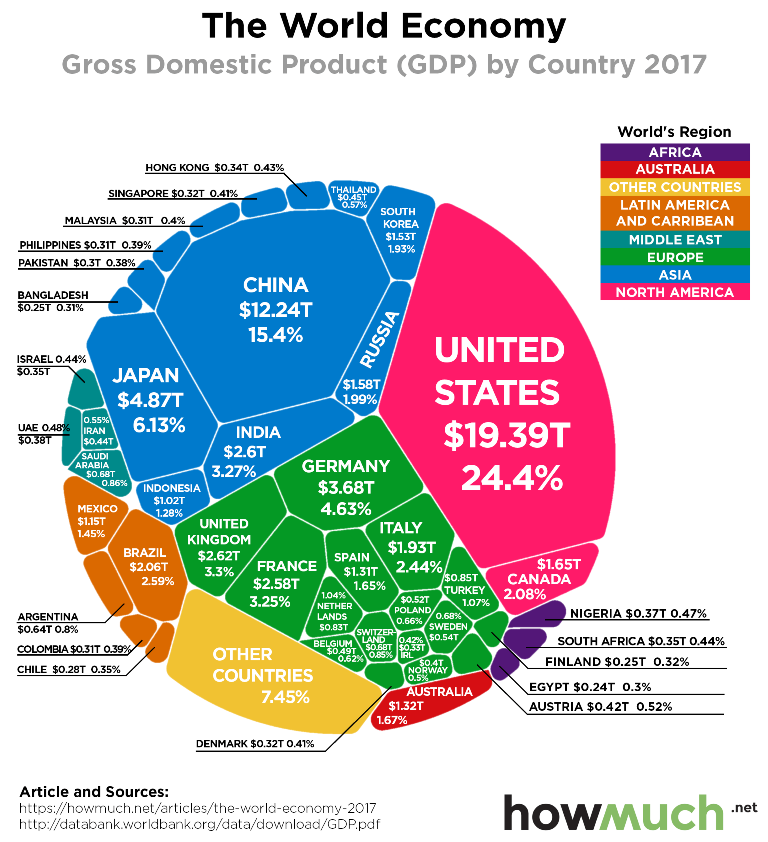 The World Economy
Gross Domestic Product (GDP) by Country 2017
World's Region
AFRICA
AUSTRALIA
OTHER COUNTRIES
LATIN AMERICA
AND CARRIBEAN
MIDDLE EAST
EUROPE
ASIA
NORTH AMERICA
HONG KONG $0.34T 0.43%
SINGAPORE $0.32T 0.41%
MALAYSIA $0.31T 0.4%
PHILIPPINES $0.31T 0.39%
PAKISTAN $0.3T 0.38%
BANGLADESH
$0.25T 0.31%
THAILAND
$0.45T
0.57%
SOUTH
KOREA
$1.53T
1.93%
CHINA
$12.24T
15.4%
RUSSIA
$1.58T
1.99%
JAPAN
$4.87T
6.13%
INDIA
$2.6T
3.27%
INDONESIA
$1.02T
1.28%
UNITED
STATES
$19.39T
24.4%
$1.65T
CANADA
2.08%
ISRAEL 0.44%
$0.35T
UAE 0.48%
$0.38T
0.55%
IRAN
$0.44T
SAUDI
ARABIA
$0.68T
0.86%
MEXICO
$1.15T
1.45%
BRAZIL
$2.06T
2.59%
ARGENTINA
$0.64T 0.8%
COLOMBIA $0.31T 0.39%
CHILE $0.28T 0.35%
GERMANY
$3.68T
4.63%
UNITED
KINGDOM
$2.62T
3.3%
FRANCE
$2.58T
3.25%
ITALY
$1.93T
2.44%
SPAIN
$1.31T
1.65%
$0.85T
TURKEY
1.07%
1.04%
NETHER
LANDS
$0.83T
$0.52T
POLAND
0.66%
0.68%
SWEDEN
$0.54T
BELGIUM
$0.49T
0.62%
SWITZER-
LAND
$0.68T
0.85%
0.42%
$0.33T
IRL.
$0.4T
NORWAY
0.5%
OTHER
COUNTRIES
7.45%
AUSTRALIA
$1.32T
1.67%
NIGERIA $0.37T 0.47%
SOUTH AFRICA $0.35T 0.44%
FINLAND $0.25T 0.32%
EGYPT $0.24T 0.3%
AUSTRIA $0.42T 0.52%
DENMARK $0.32T 0.41%
Article and Sources:
https://howmuch.net/articles/the-world-economy-2017
http://databank.worldbank.org/data/download/GDP.pdf
howmuch.net